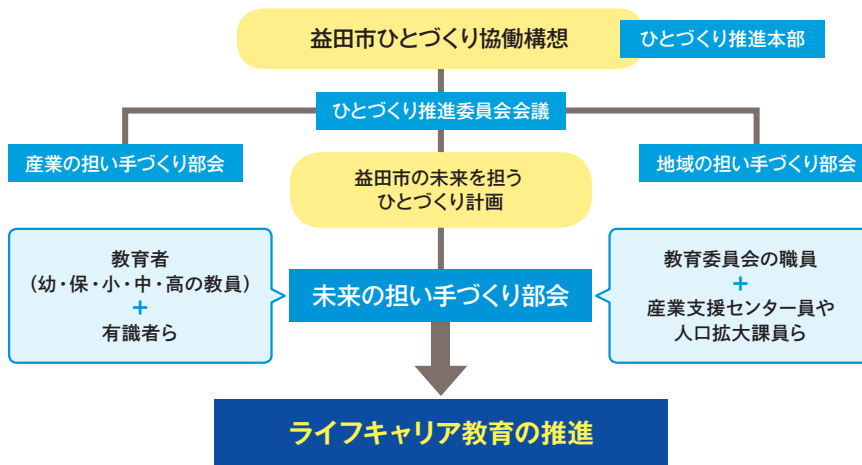 益田市ひとづくり協働構想
ひとづくり推進本部
ひとづくり推進委員会会議
産業の担い手づくり部会
地域の担い手づくり部会
益田市の未来を担う
ひとづくり計画
教育者
(幼・保・小・中・高の教員)
+
有識者ら
未来の担い手づくり部会
教育委員会の職員
+
産業支援センター員や
人口拡大課員ら
ライフキャリア教育の推進